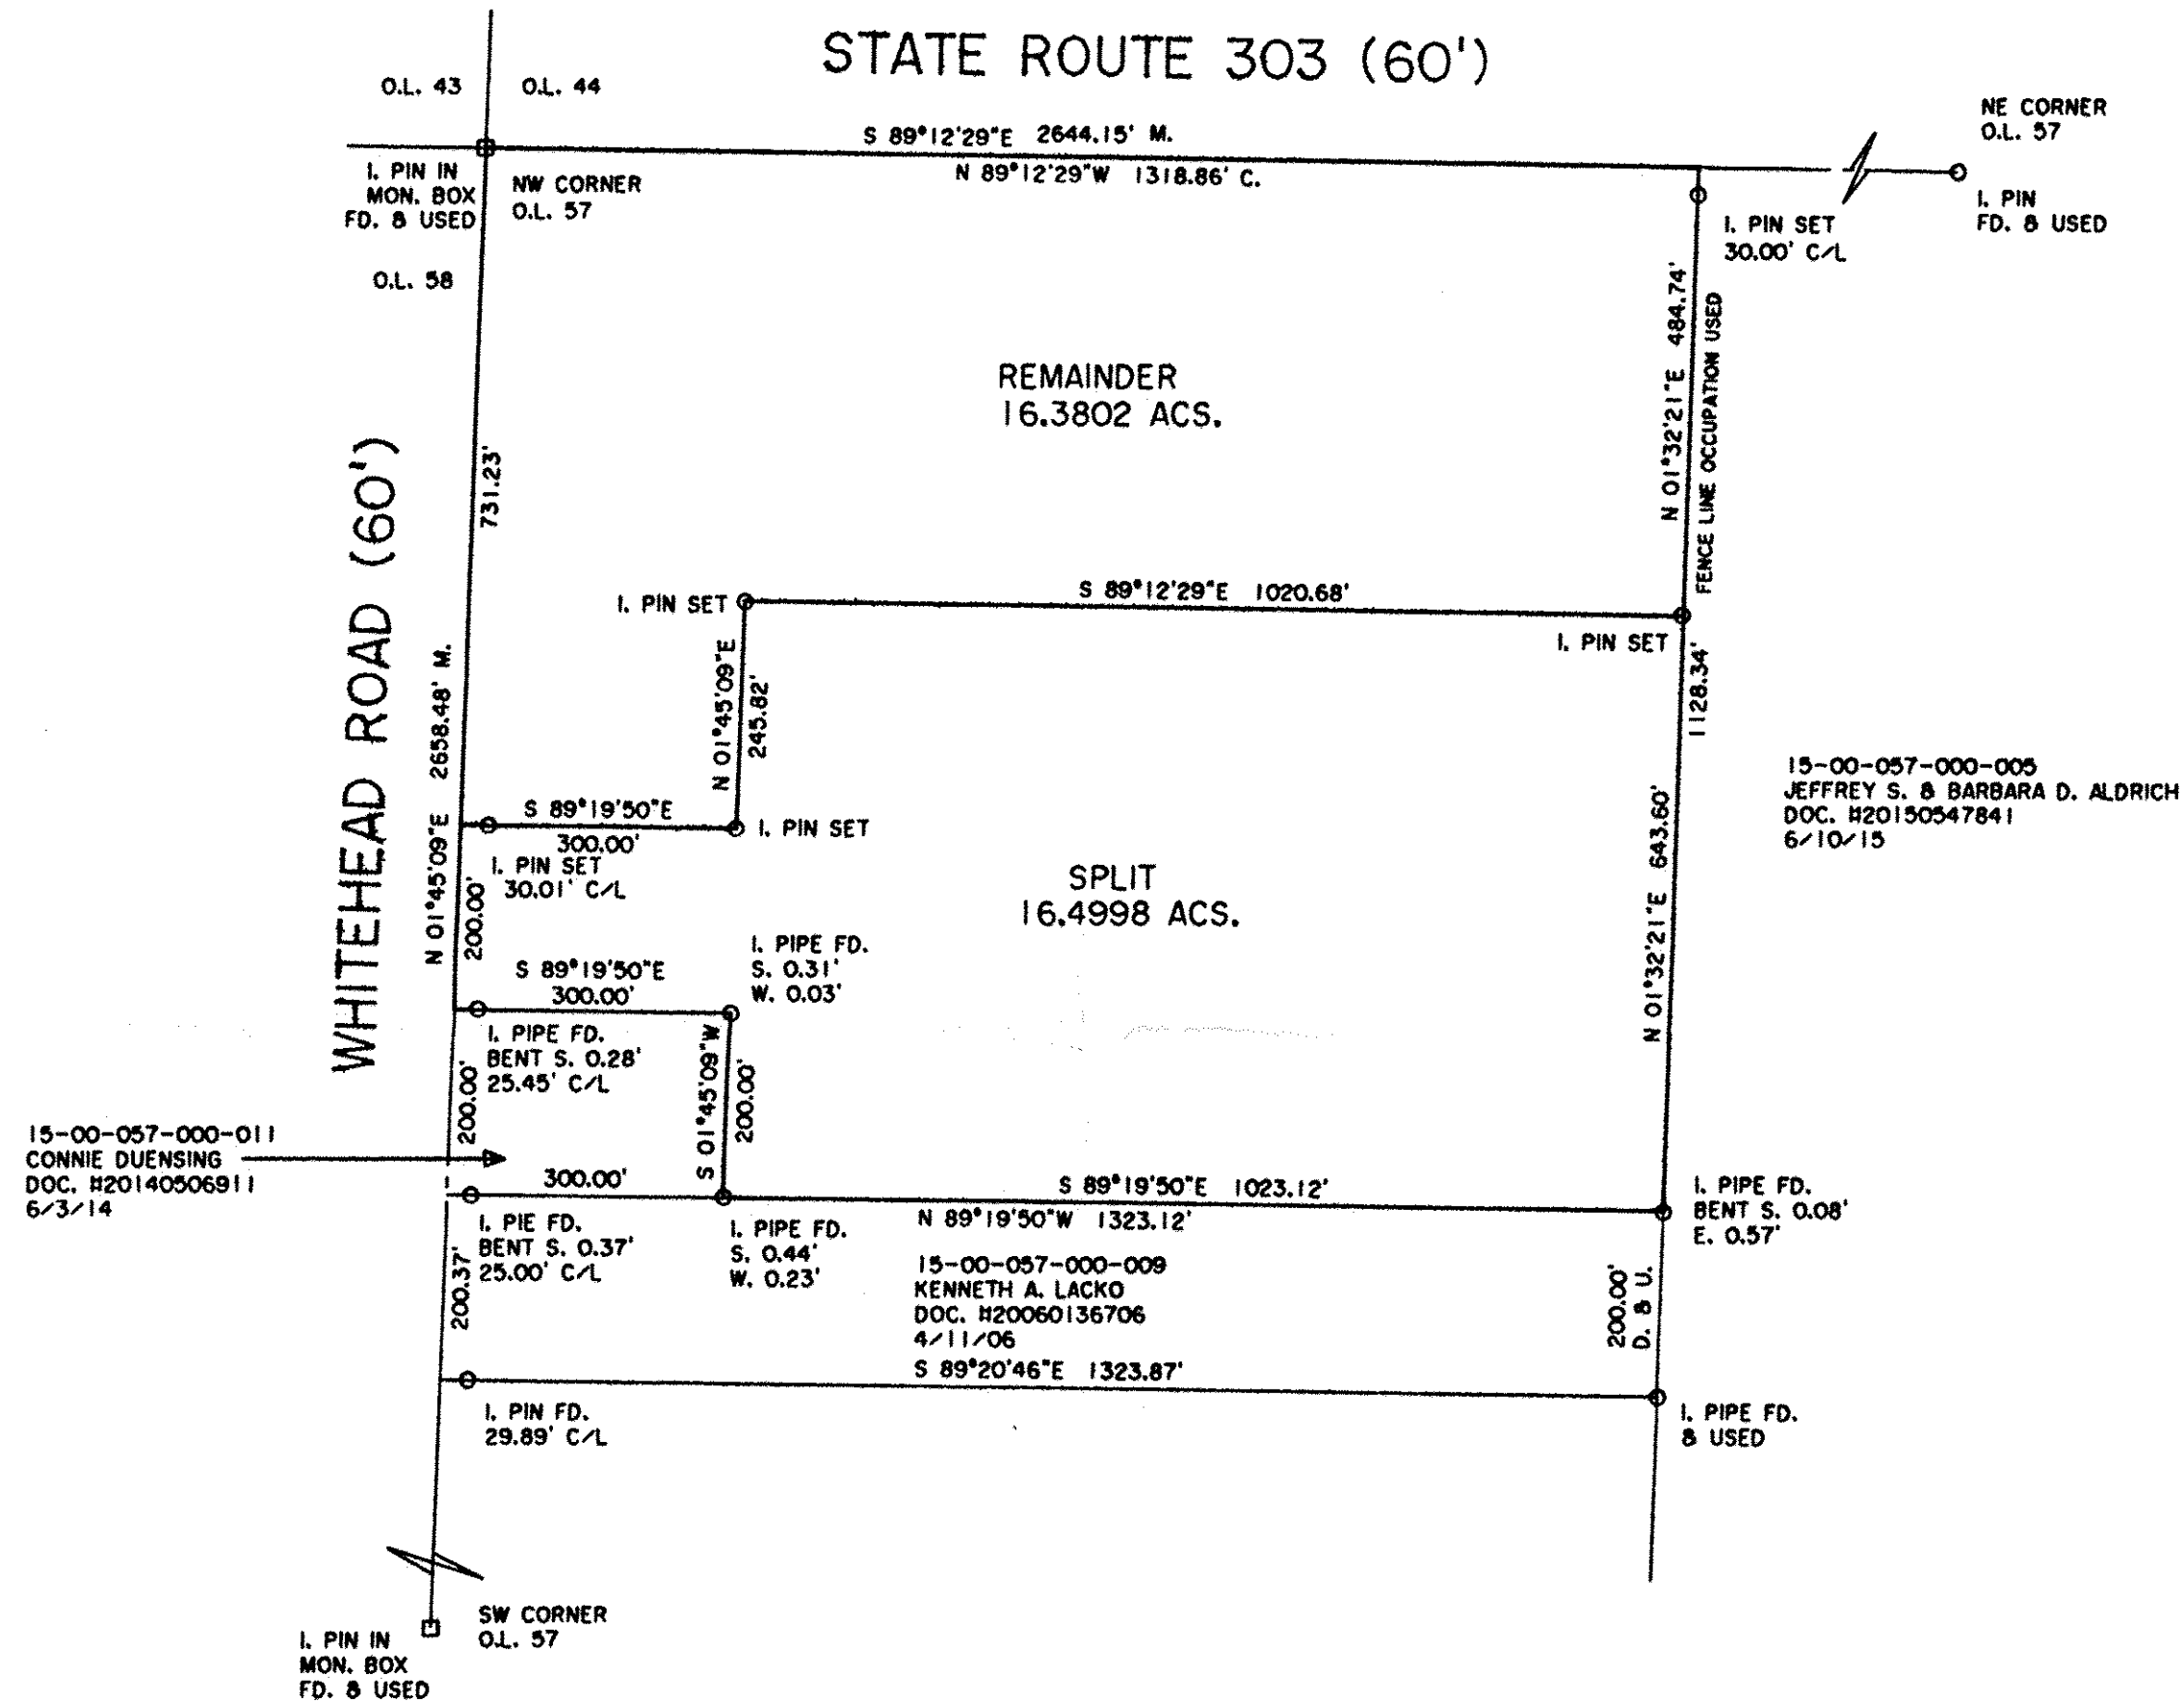 STATE ROUTE 303 (60')
O.L. 43
O.L. 44
NE CORNER
O.L. 57
S 89°12'29"E 2644.15' M.
N 89°12'29"W 1318.86' C.
I. PIN IN
MON. BOX
FD. & USED
NW CORNER
O.L. 57
I. PIN
FD. & USED
I. PIN SET
30.00' C/L
O.L. 58
N 01°32'21"E 484.74'
FENCE LINE OCCUPATION USED
REMAINDER
16.3802 ACS.
731.23'
WHITEHEAD ROAD (60')
N 01°45'09"E 2658.48' M.
I. PIN SET
S 89°12'29"E 1020.68'
I. PIN SET
N 01°45'09"E
245.82'
1128.34'
15-00-057-000-005
JEFFREY S. & BARBARA D. ALDRICH
DOC. #20150547841
6/10/15
S 89°19'50"E
300.00'
I. PIN SET
I. PIN SET
30.01' C/L
200.00'
SPLIT
16.4998 ACS.
N 01°32'21"E 643.60'
I. PIPE FD.
S. 0.31'
W. 0.03'
S 89°19'50"E
300.00'
I. PIPE FD.
BENT S. 0.28'
25.45' C/L
200.00'
S 01°45'09"W
200.00'
15-00-057-000-011
CONNIE DUENSING
DOC. #20140506911
6/3/14
300.00'
S 89°19'50"E 1023.12'
N 89°19'50"W 1323.12'
I. PIPE FD.
BENT S. 0.08'
E. 0.57'
I. PIE FD.
BENT S. 0.37'
25.00' C/L
I. PIPE FD.
S. 0.44'
W. 0.23'
200.37'
15-00-057-000-009
KENNETH A. LACKO
DOC. #20060136706
4/11/06
200.00'
D. & U.
S 89°20'46"E 1323.87'
I. PIN FD.
29.89' C/L
I. PIPE FD.
& USED
SW CORNER
O.L. 57
I. PIN IN
MON. BOX
FD. & USED